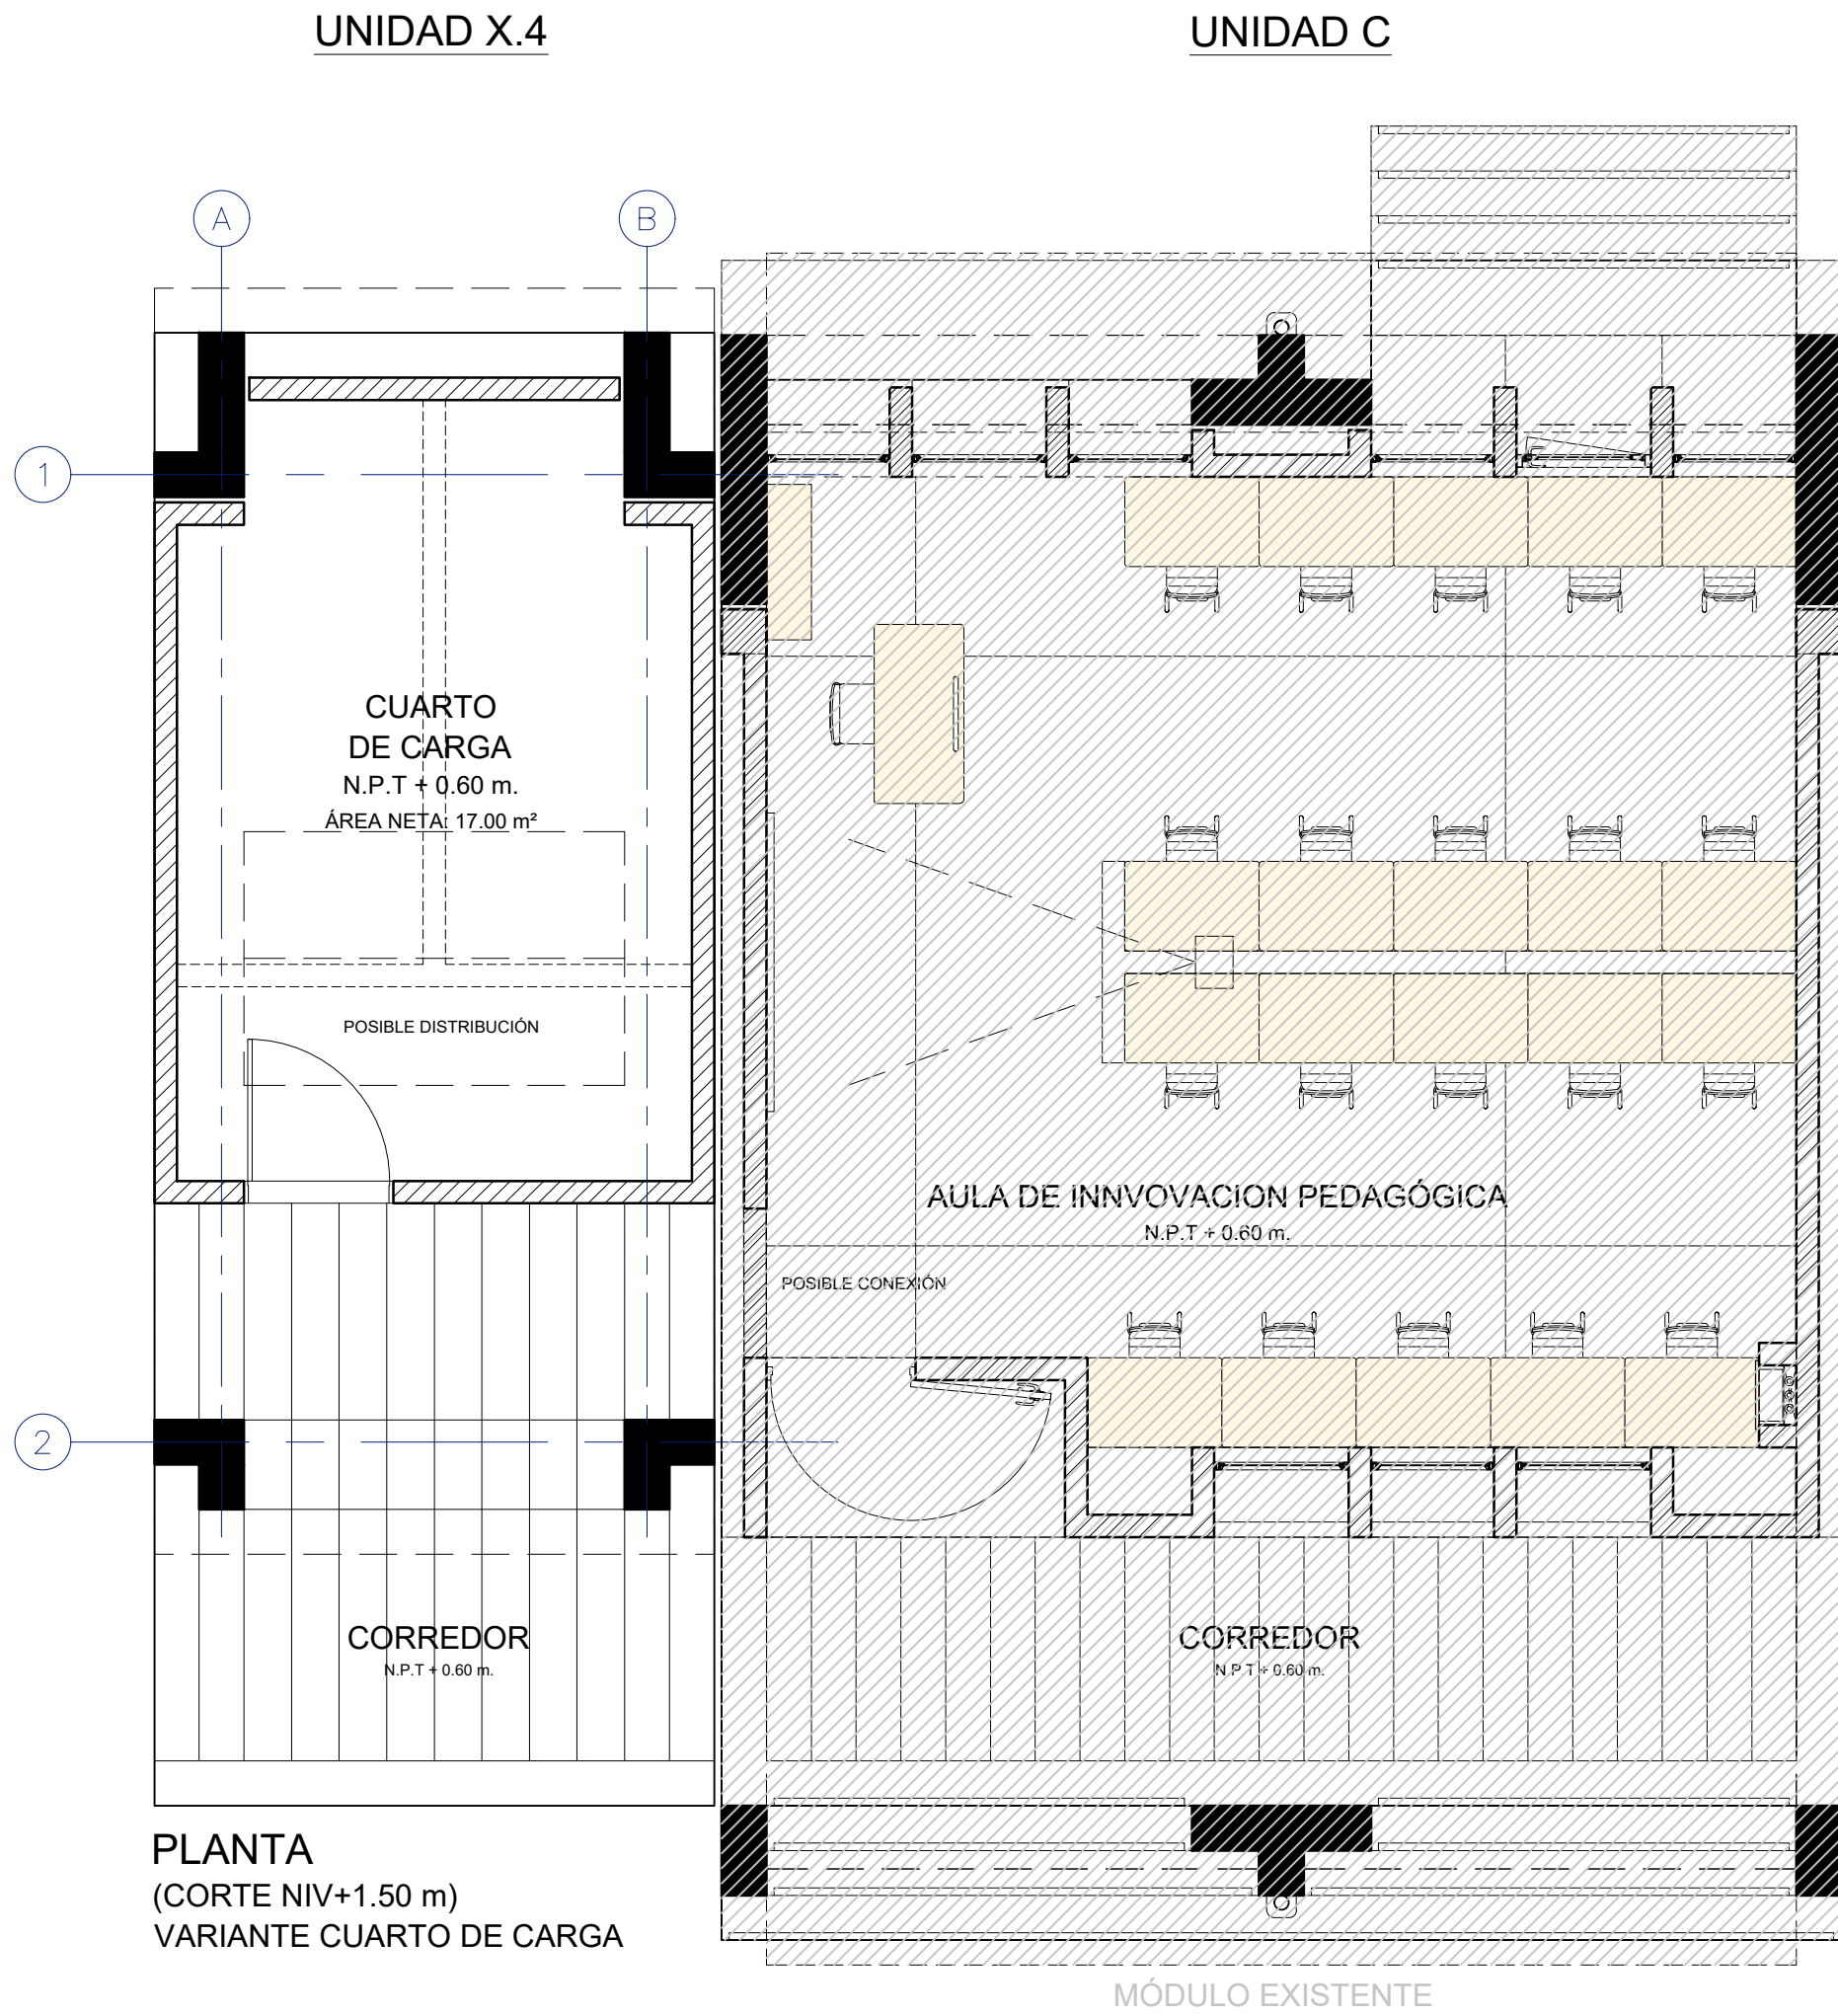 UNIDAD X.4
UNIDAD C
A
B
1
CUARTO
DE CARGA
N.P.T + 0.60 m.
ÁREA NETA: 17.00 m²
POSIBLE DISTRIBUCIÓN
AULA DE INNVOVACION PEDAGÓGICA
N.P.T + 0.60 m.
POSIBLE CONEXIÓN
2
CORREDOR
N.P.T + 0.60 m.
CORREDOR
N.P.T + 0.60 m.
PLANTA
(CORTE NIV+1.50 m)
VARIANTE CUARTO DE CARGA
MÓDULO EXISTENTE